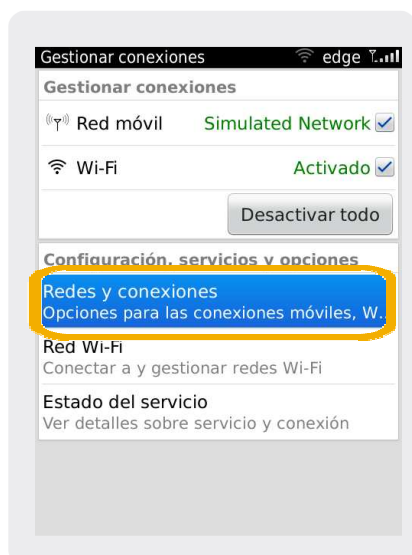 Gestionar conexiones edge
Gestionar conexiones
Red móvil Simulated Network
Wi-Fi Activado
Desactivar todo
Configuración, servicios y opciones
Redes y conexiones
Opciones para las conexiones móviles, W..
Red Wi-Fi
Conectar a y gestionar redes Wi-Fi
Estado del servicio
Ver detalles sobre servicio y conexión